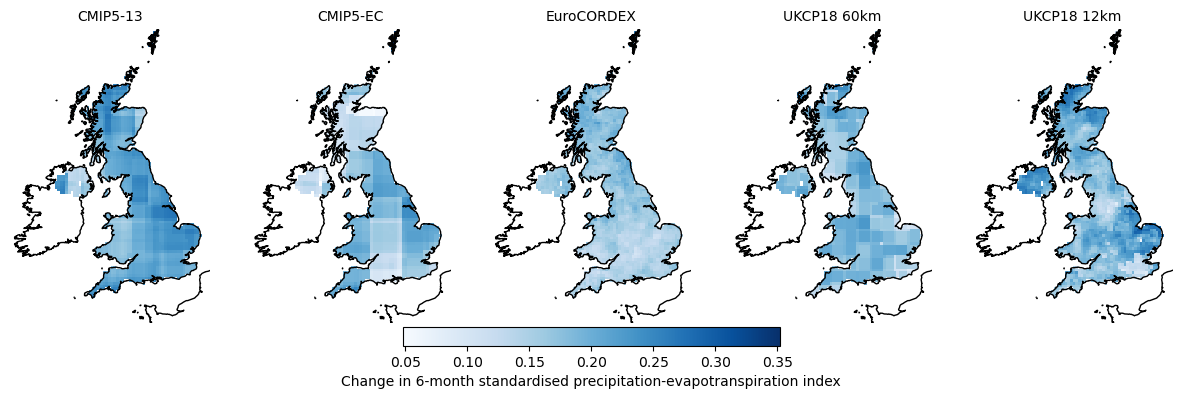 CMIP5-13 CMIP5-EC EuroCORDEX UKCP18 60km UKCP18 12km
0.05 0.10 0.15 0.20 0.25 0.30 0.35
Change in 6-month standardised precipitation-evapotranspiration index